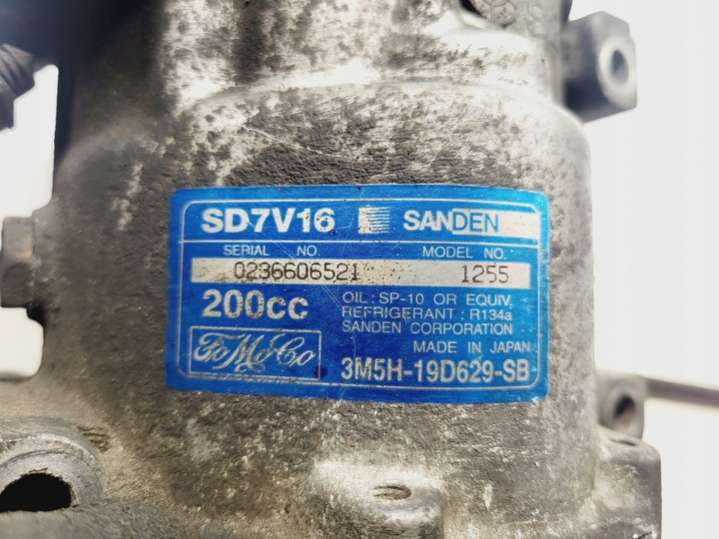 SD7V16 SANDEN
SERIAL NO. MODEL NO.
0236606521 1255
200cc
OIL : SP-10 OR EQUIV.
REFRIGERANT : R134a
SANDEN CORPORATION
MADE IN JAPAN
FoMoCo
3M5H-19D629-SB